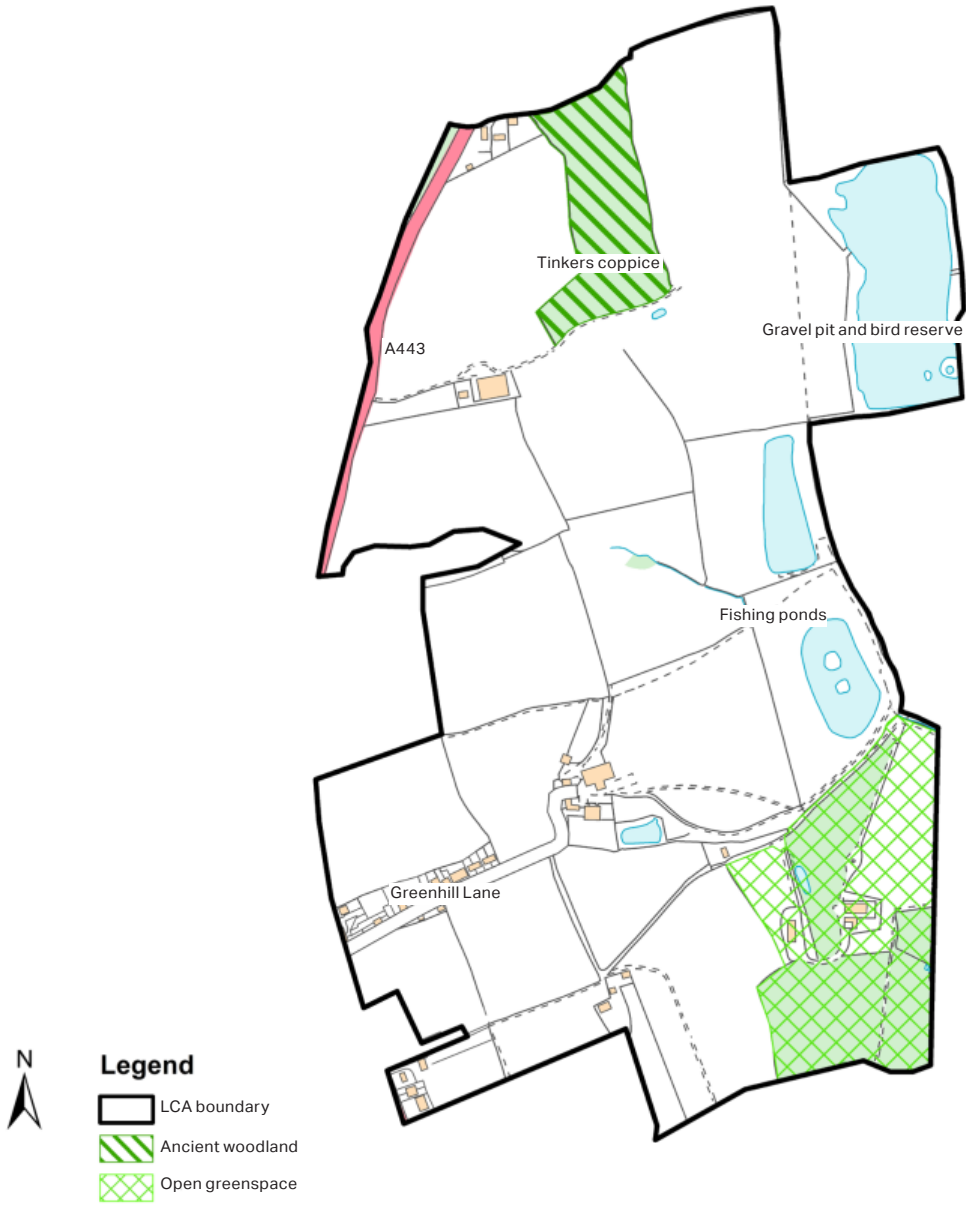 Tinkers coppice
Gravel pit and bird reserve
A443
Fishing ponds
Greenhill Lane
N
Legend
LCA boundary
Ancient woodland
Open greenspace